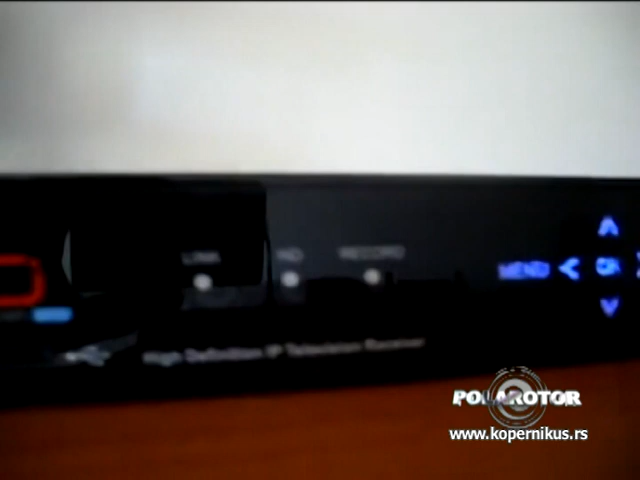 LINK HD RECORD
MENU OK
High Definition IP Television Receiver
POLAROTOR
www.kopernikus.rs